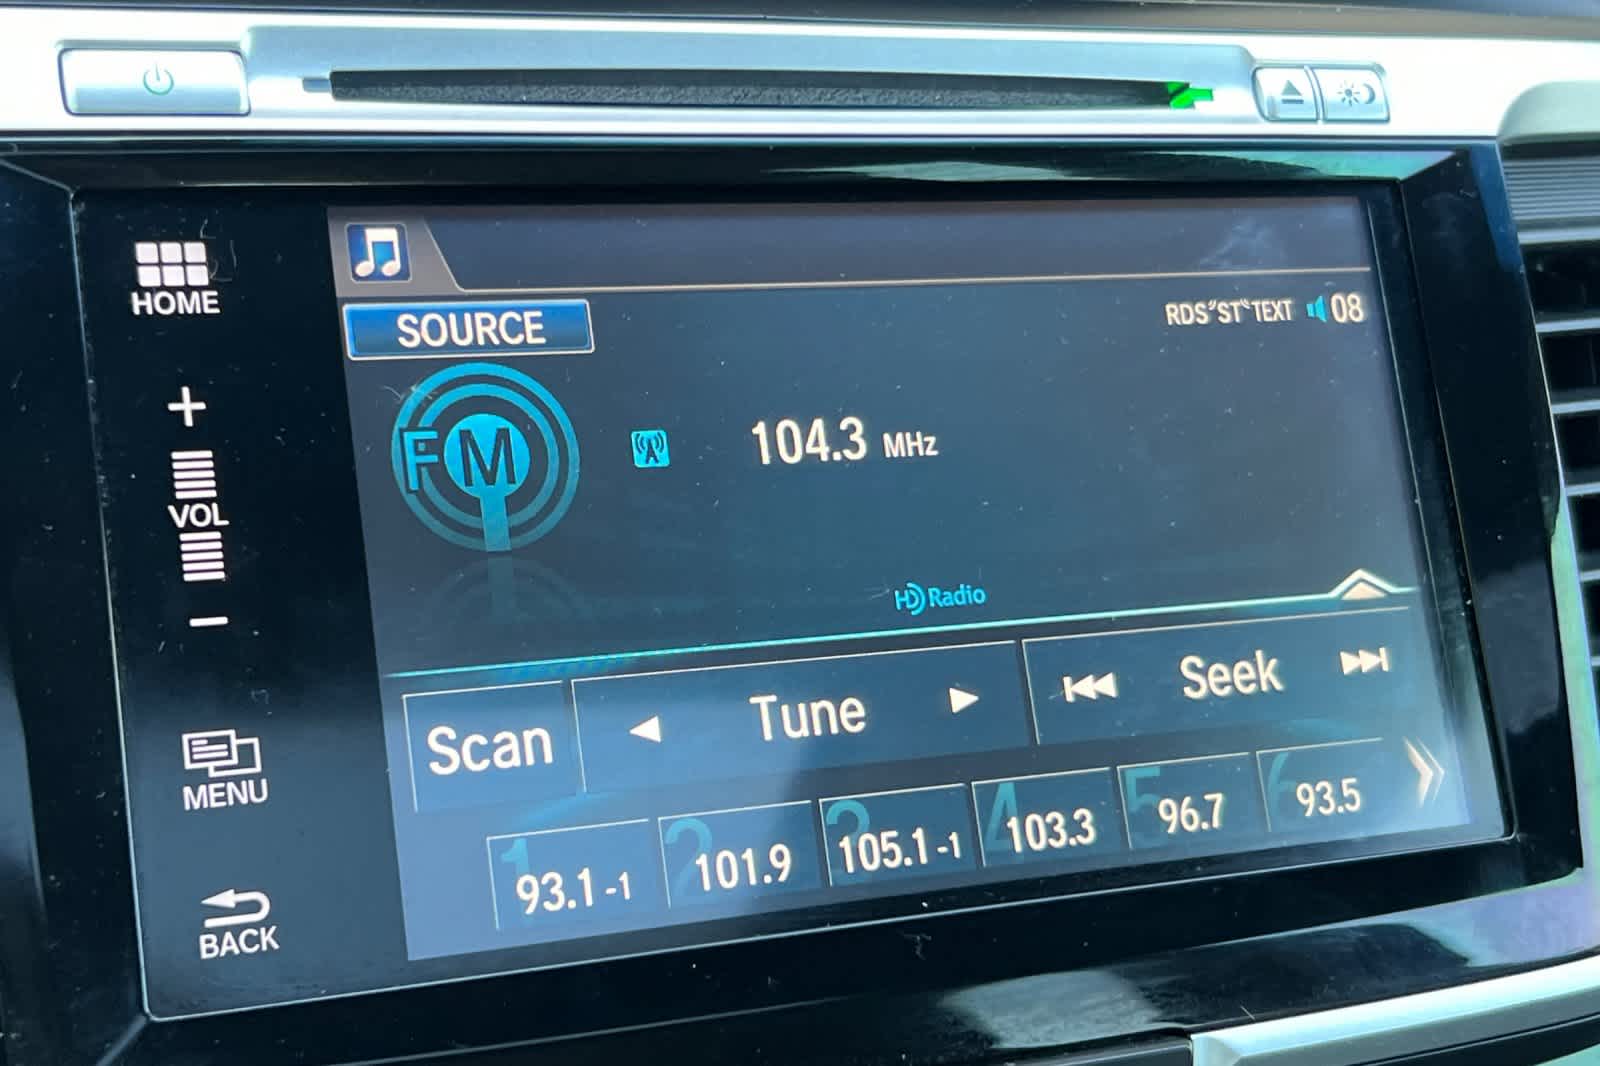 HOME
SOURCE
RDS ST TEXT 08
+
FM
104.3 MHz
VOL
−
HD Radio
Scan
Tune
Seek
MENU
1 93.1-1
2 101.9
3 105.1-1
4 103.3
5 96.7
6 93.5
BACK